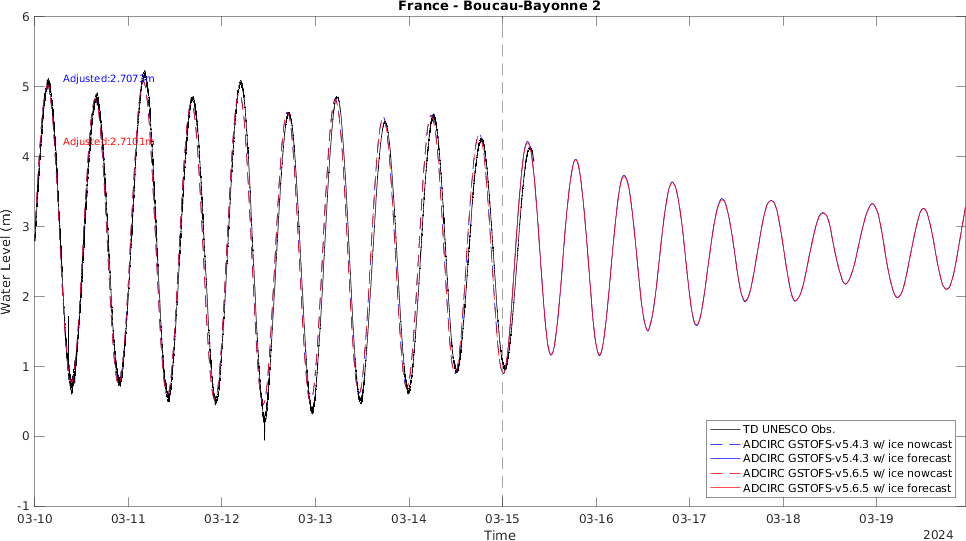 France - Boucau-Bayonne 2
6
5
4
3
2
1
0
-1
Water Level (m)
Adjusted:2.7071m
Adjusted:2.7101m
TD UNESCO Obs.
ADCIRC GSTOFS-v5.4.3 w/ ice nowcast
ADCIRC GSTOFS-v5.4.3 w/ ice forecast
ADCIRC GSTOFS-v5.6.5 w/ ice nowcast
ADCIRC GSTOFS-v5.6.5 w/ ice forecast
03-10 03-11 03-12 03-13 03-14 03-15 03-16 03-17 03-18 03-19
Time
2024